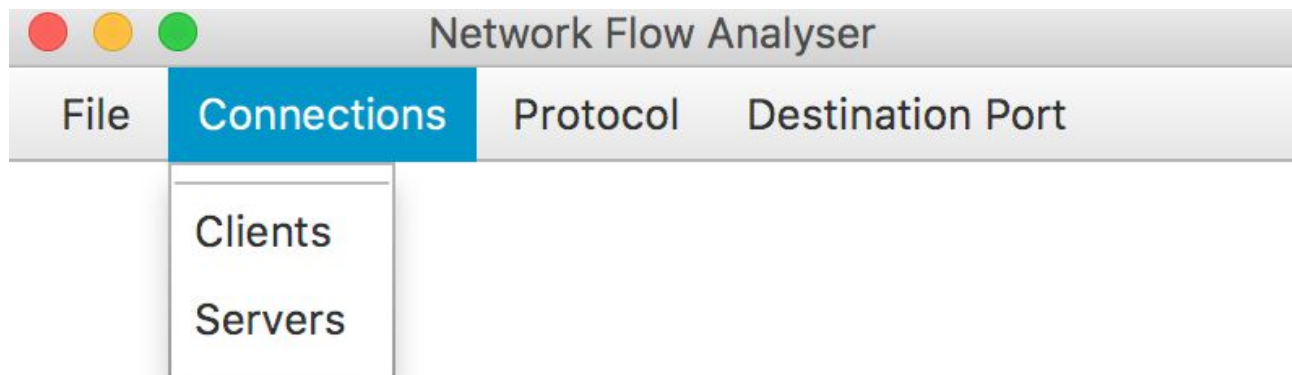 Network Flow Analyser
File Connections Protocol Destination Port
Clients
Servers